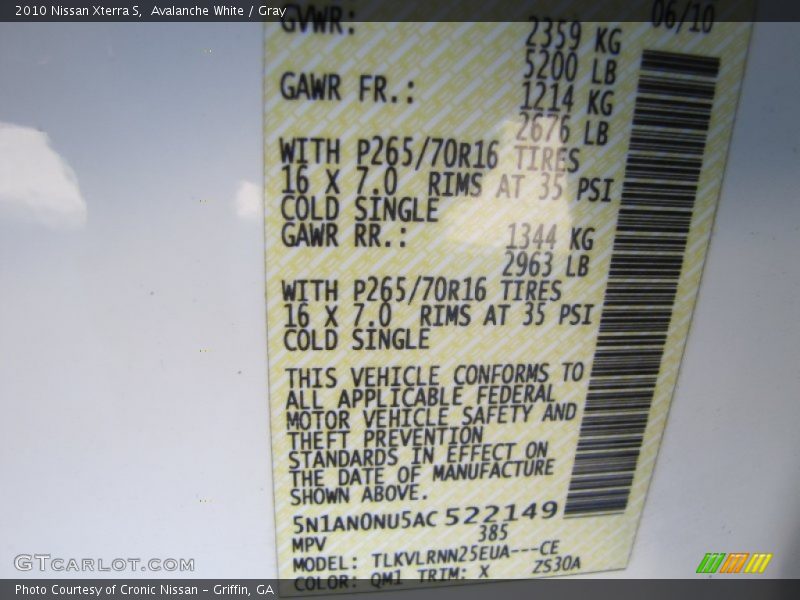 2010 Nissan Xterra S, Avalanche White / Gray
GVWR: 06/10
2359 KG
5200 LB
GAWR FR.: 1214 KG
2676 LB
WITH P265/70R16 TIRES
16 X 7.0 RIMS AT 35 PSI
COLD SINGLE
GAWR RR.: 1344 KG
2963 LB
WITH P265/70R16 TIRES
16 X 7.0 RIMS AT 35 PSI
COLD SINGLE
THIS VEHICLE CONFORMS TO
ALL APPLICABLE FEDERAL
MOTOR VEHICLE SAFETY AND
THEFT PREVENTION
STANDARDS IN EFFECT ON
THE DATE OF MANUFACTURE
SHOWN ABOVE.
5N1AN0NU5AC 522149
MPV 385
MODEL: TLKVLRNN25EUA---CE
COLOR: QM1 TRIM: X ZS30A
GTcarlot.com
Photo Courtesy of Cronic Nissan - Griffin, GA